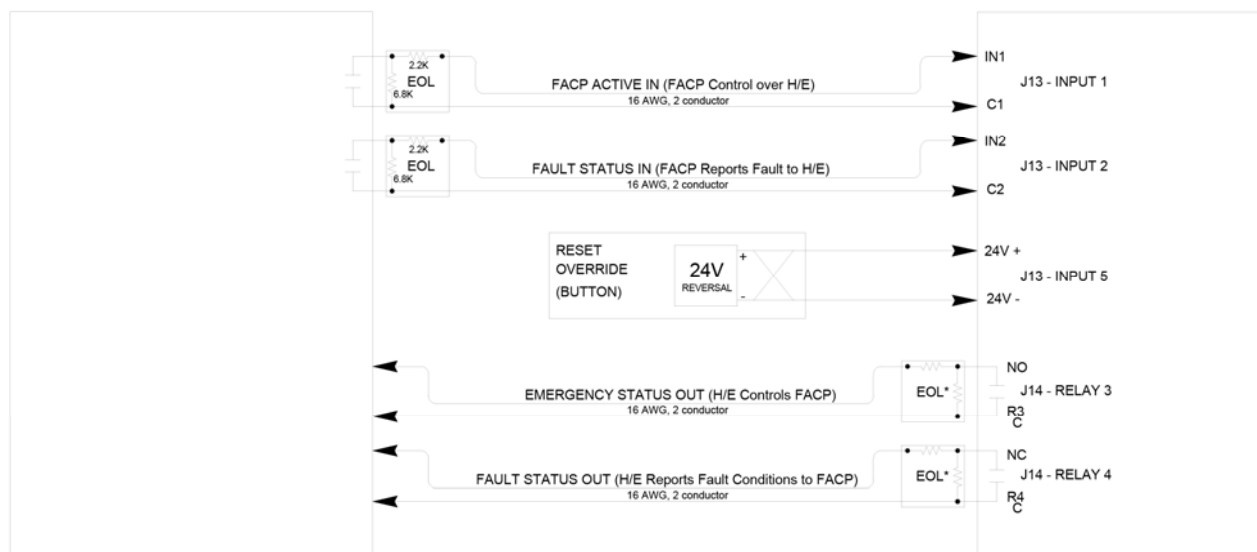 IN1
2.2K
EOL
FACP ACTIVE IN (FACP Control over H/E)
J13 - INPUT 1
6.8K
16 AWG, 2 conductor
C1
IN2
2.2K
EOL
FAULT STATUS IN (FACP Reports Fault to H/E)
J13 - INPUT 2
6.8K
16 AWG, 2 conductor
C2
RESET
OVERRIDE
(BUTTON)
24V
REVERSAL
+
-
24V +
J13 - INPUT 5
24V -
NO
EMERGENCY STATUS OUT (H/E Controls FACP)
EOL*
J14 - RELAY 3
16 AWG, 2 conductor
R3
C
NC
FAULT STATUS OUT (H/E Reports Fault Conditions to FACP)
EOL*
J14 - RELAY 4
16 AWG, 2 conductor
R4
C